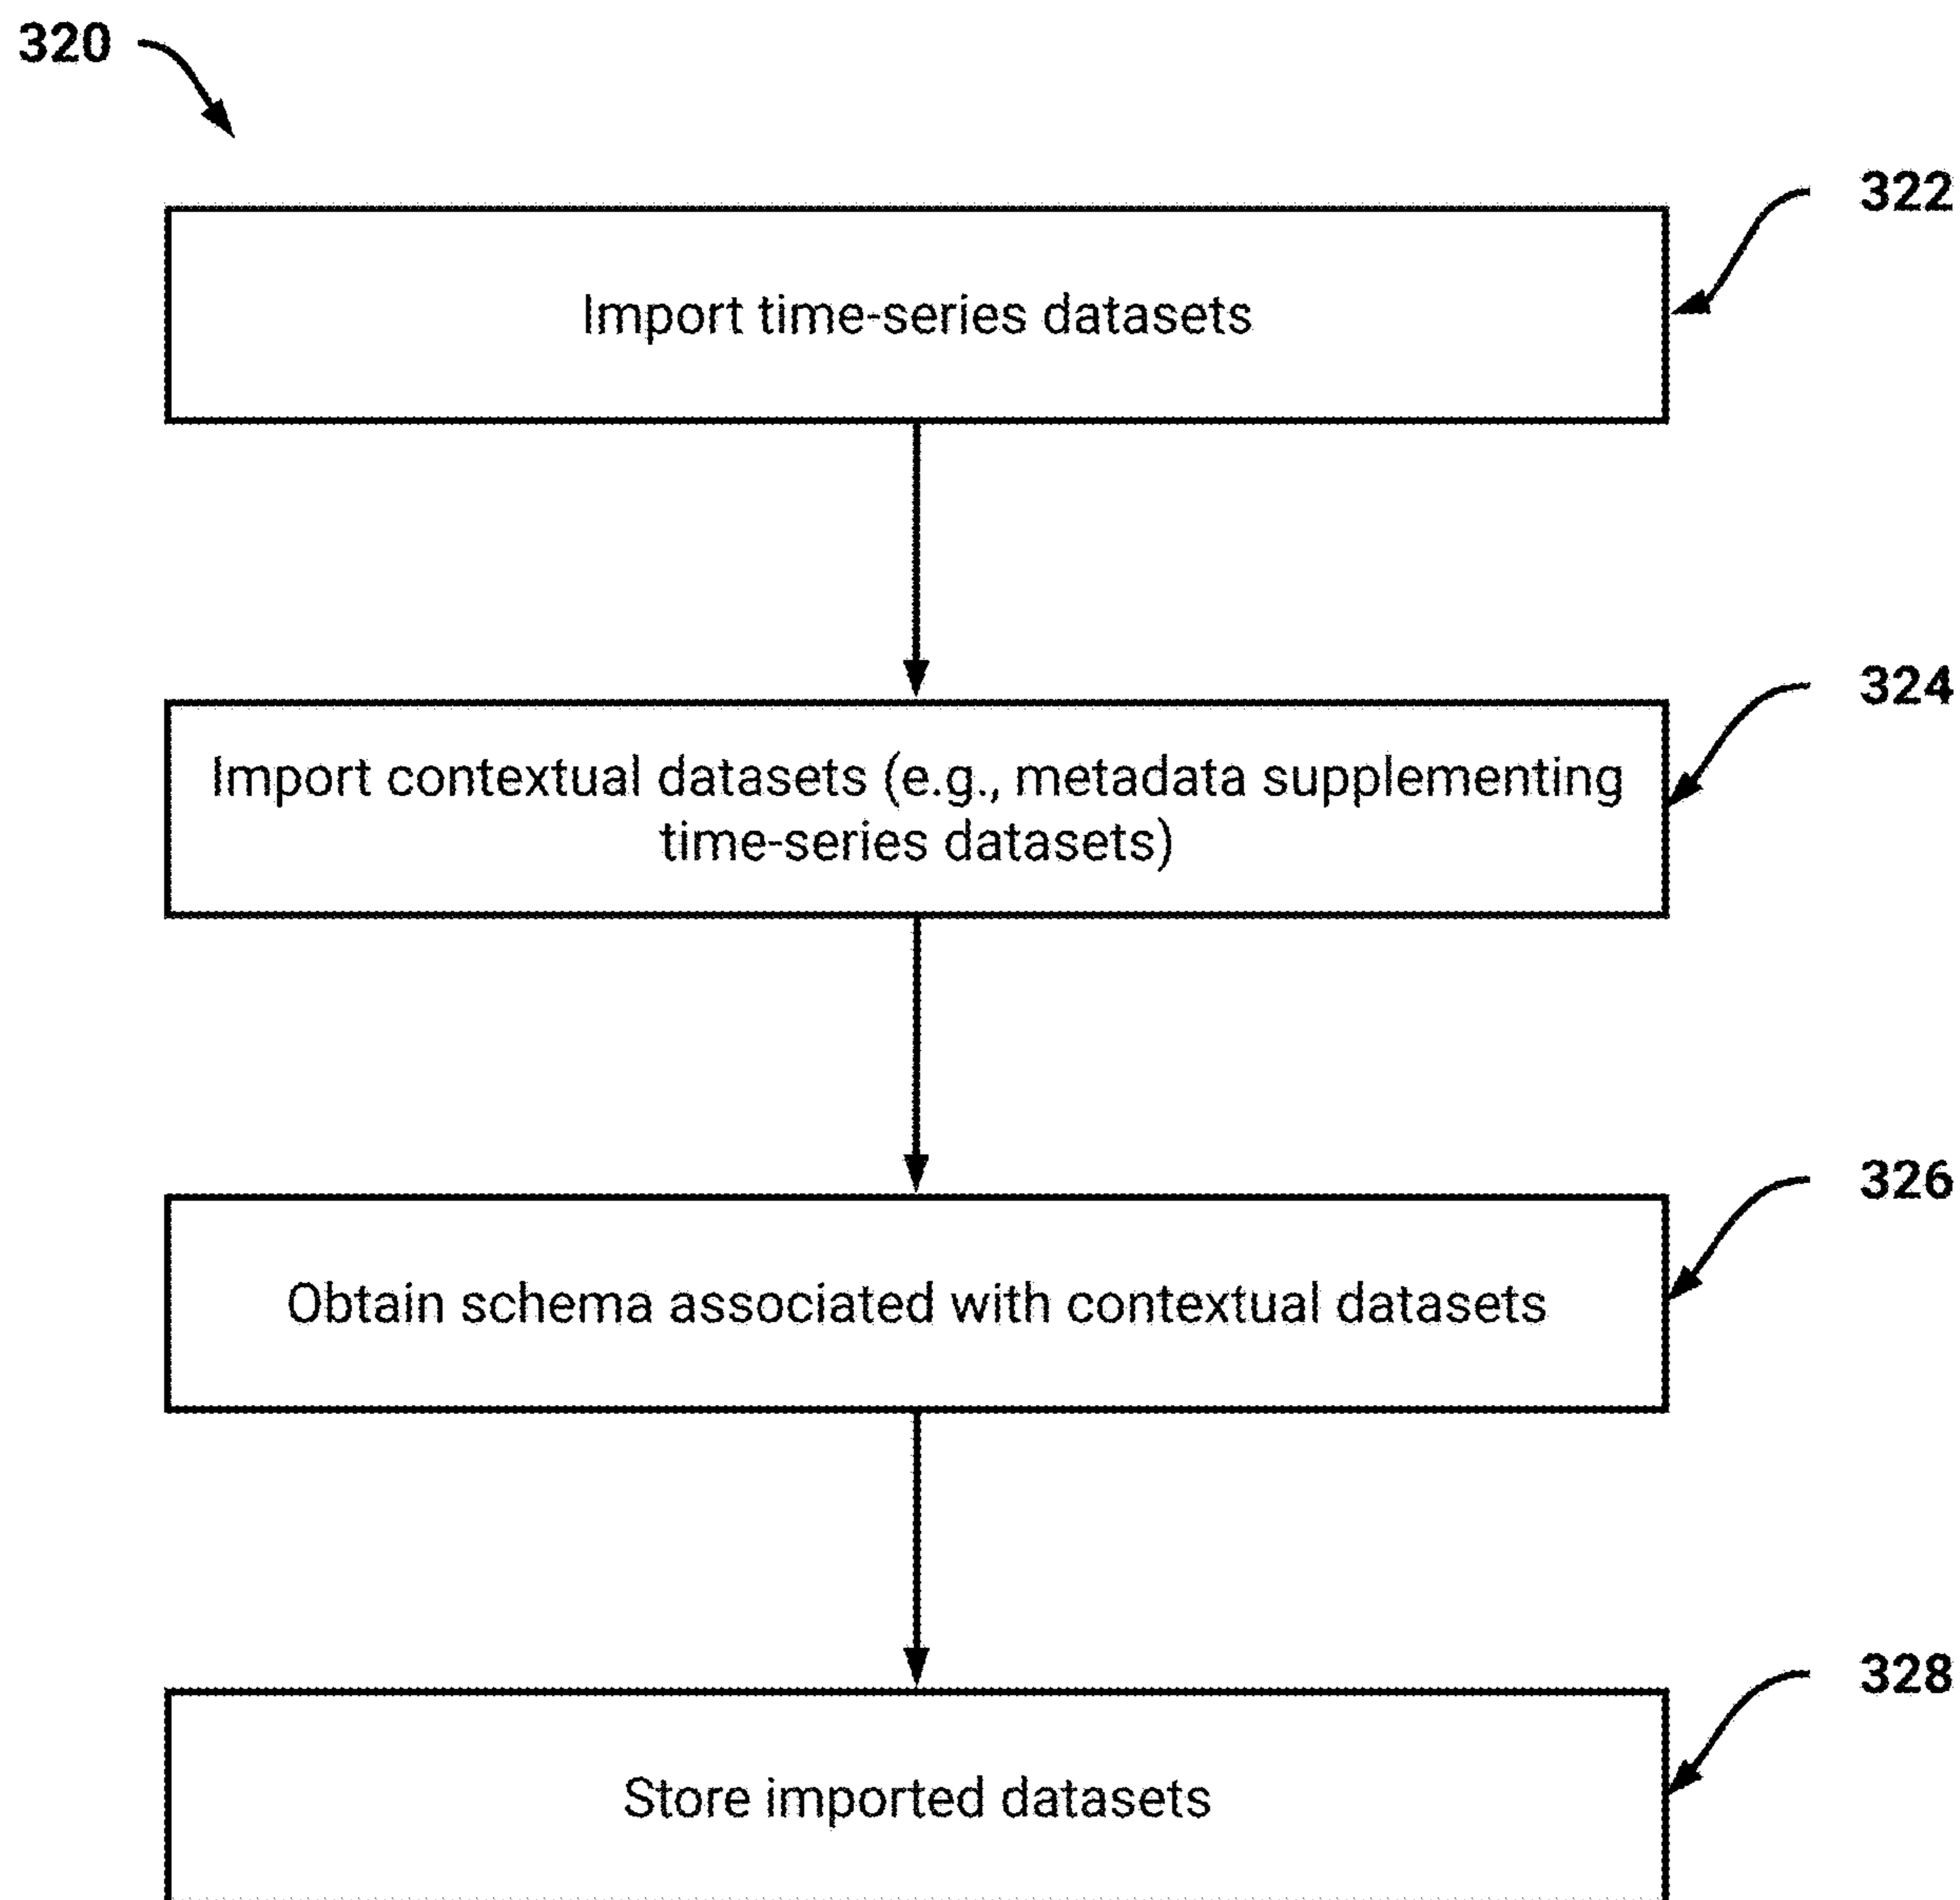 320
322
Import time-series datasets
324
Import contextual datasets (e.g., metadata supplementing
time-series datasets)
326
Obtain schema associated with contextual datasets
328
Store imported datasets